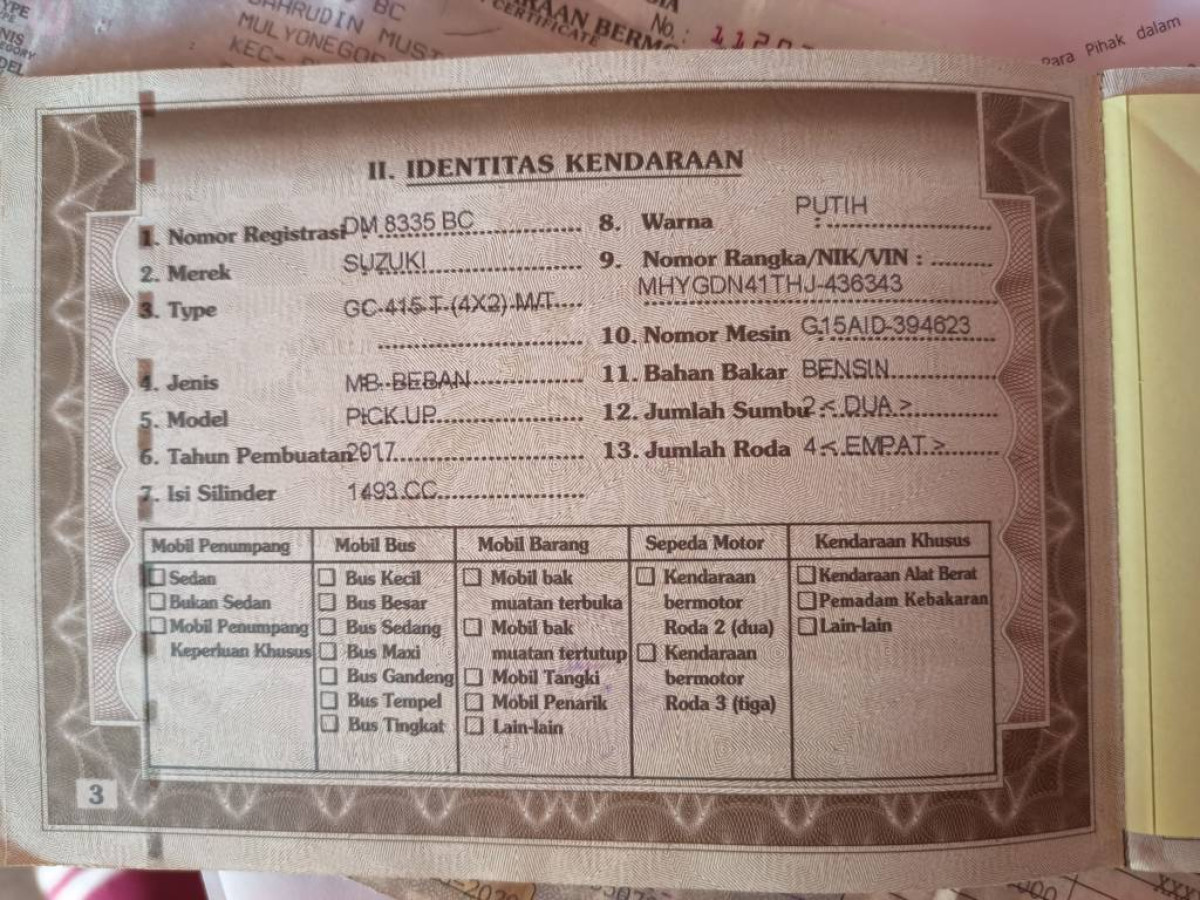 BC
SAHRUDIN MUST
MULYONEGOR
KEC-
CERTIFICATE
No. :
Para Pihak dalam
II. IDENTITAS KENDARAAN
1. Nomor Registrasi DM 8335 BC
2. Merek SUZUKI
3. Type GC-415-T-(4X2) M/T
4. Jenis MB. BEBAN
5. Model PICK UP
6. Tahun Pembuatan 2017
7. Isi Silinder 1493 CC
8. Warna : PUTIH
9. Nomor Rangka/NIK/VIN :
MHYGDN41THJ-436343
10. Nomor Mesin G15AID-394623
11. Bahan Bakar BENSIN
12. Jumlah Sumbu 2 < DUA >
13. Jumlah Roda 4 < EMPAT >
Mobil Penumpang
Sedan
Bukan Sedan
Mobil Penumpang
Keperluan Khusus
Mobil Bus
Bus Kecil
Bus Besar
Bus Sedang
Bus Maxi
Bus Gandeng
Bus Tempel
Bus Tingkat
Mobil Barang
Mobil bak
muatan terbuka
Mobil bak
muatan tertutup
Mobil Tangki
Mobil Penarik
Lain-lain
Sepeda Motor
Kendaraan
bermotor
Roda 2 (dua)
Kendaraan
bermotor
Roda 3 (tiga)
Kendaraan Khusus
Kendaraan Alat Berat
Pemadam Kebakaran
Lain-lain
3